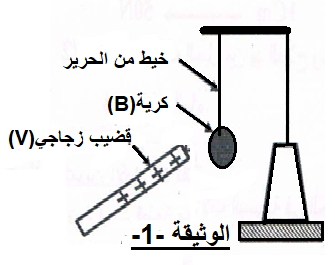 خيط من الحرير
كرية(B)
قضيب زجاجي(V)
+ + + + +
الوثيقة -1-